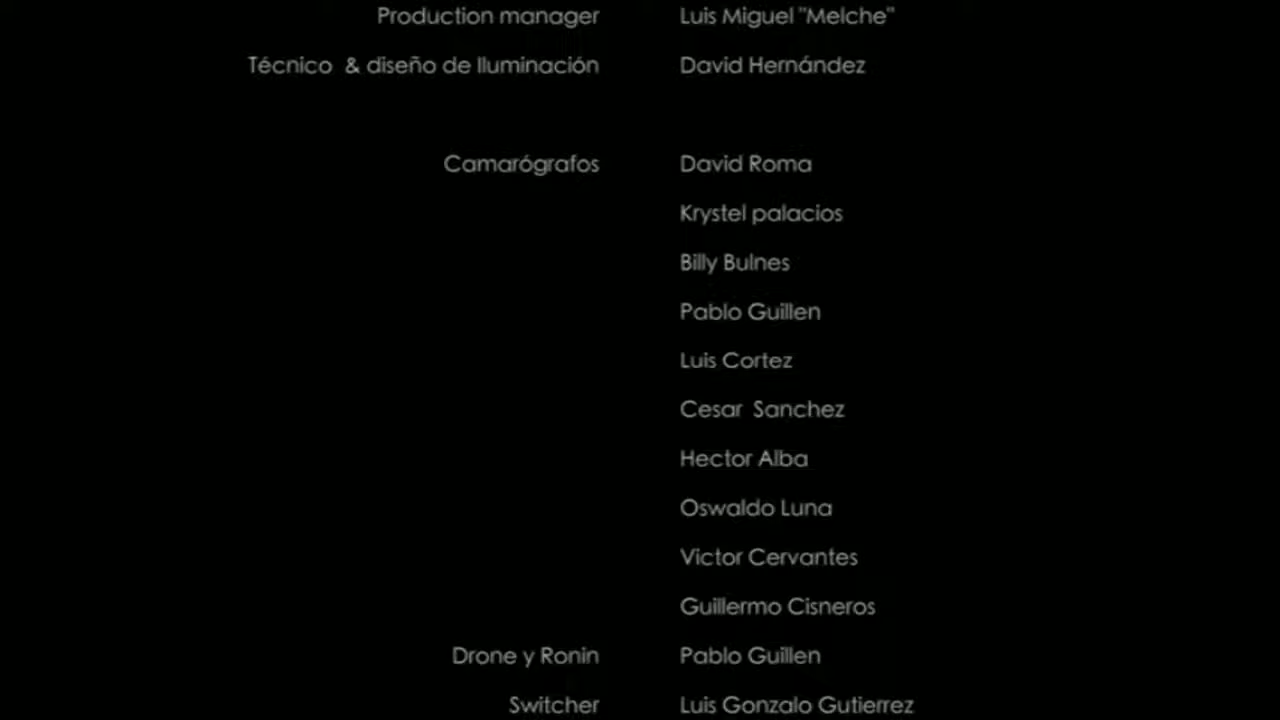 Production manager Luis Miguel "Melche"
Técnico & diseño de Iluminación David Hernández
Camarógrafos David Roma
Krystel palacios
Billy Bulnes
Pablo Guillen
Luis Cortez
Cesar Sanchez
Hector Alba
Oswaldo Luna
Victor Cervantes
Guillermo Cisneros
Drone y Ronin Pablo Guillen
Switcher Luis Gonzalo Gutierrez